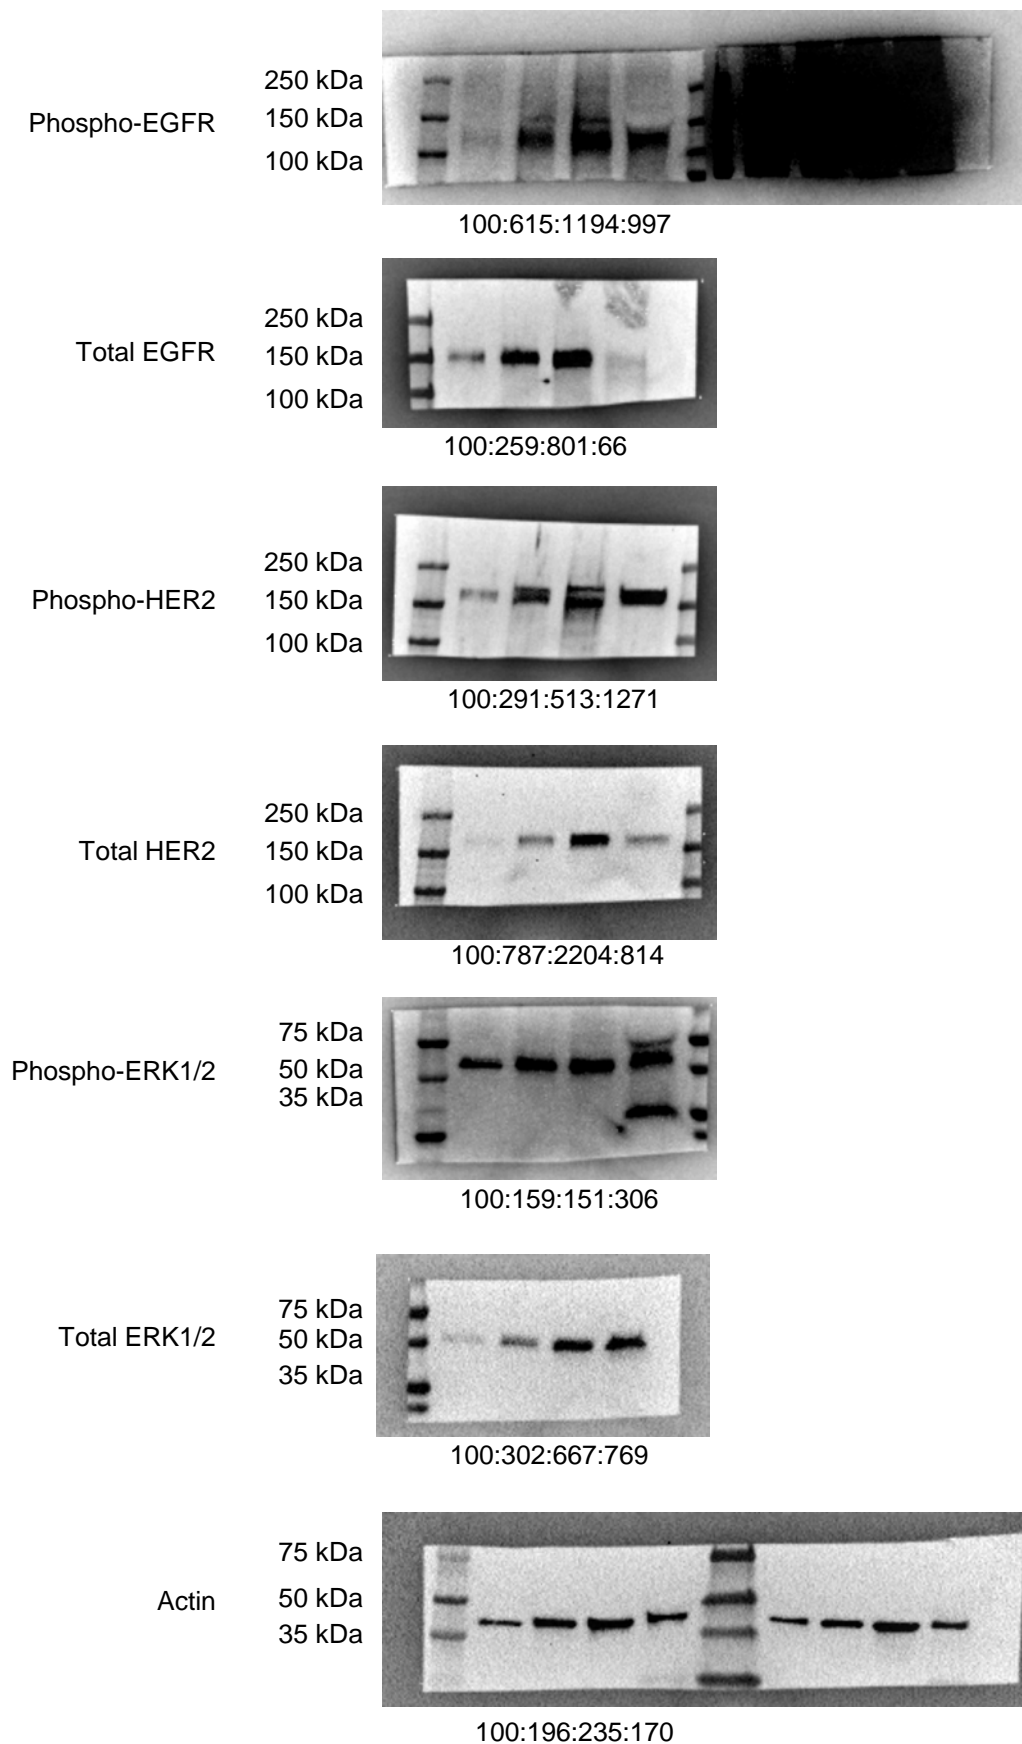 250 kDa
Phospho-EGFR 150 kDa
100 kDa
100:615:1194:997
250 kDa
Total EGFR 150 kDa
100 kDa
100:259:801:66
250 kDa
Phospho-HER2 150 kDa
100 kDa
100:291:513:1271
250 kDa
Total HER2 150 kDa
100 kDa
100:787:2204:814
75 kDa
Phospho-ERK1/2 50 kDa
35 kDa
100:159:151:306
75 kDa
Total ERK1/2 50 kDa
35 kDa
100:302:667:769
75 kDa
Actin 50 kDa
35 kDa
100:196:235:170